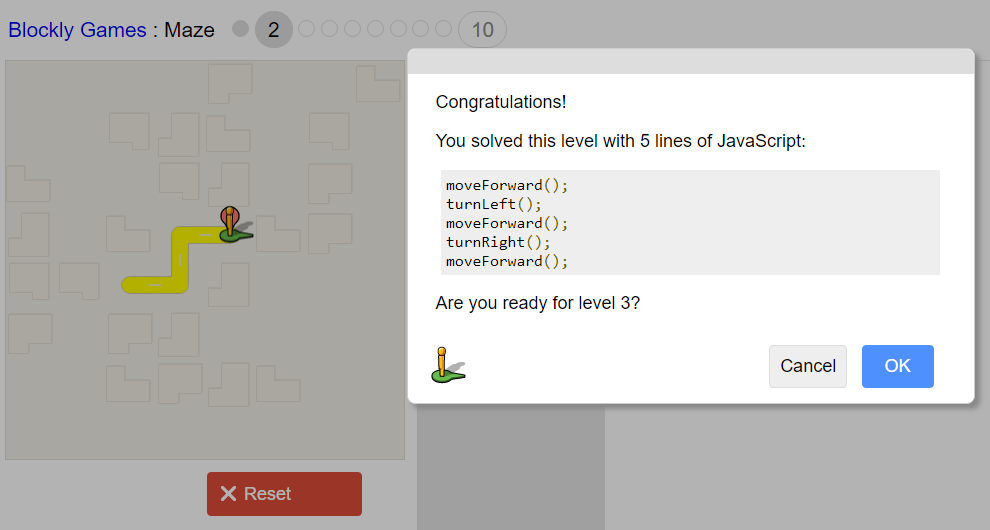 Blockly Games : Maze 2 10
Congratulations!
You solved this level with 5 lines of JavaScript:
moveForward();
turnLeft();
moveForward();
turnRight();
moveForward();
Are you ready for level 3?
Cancel OK
Reset